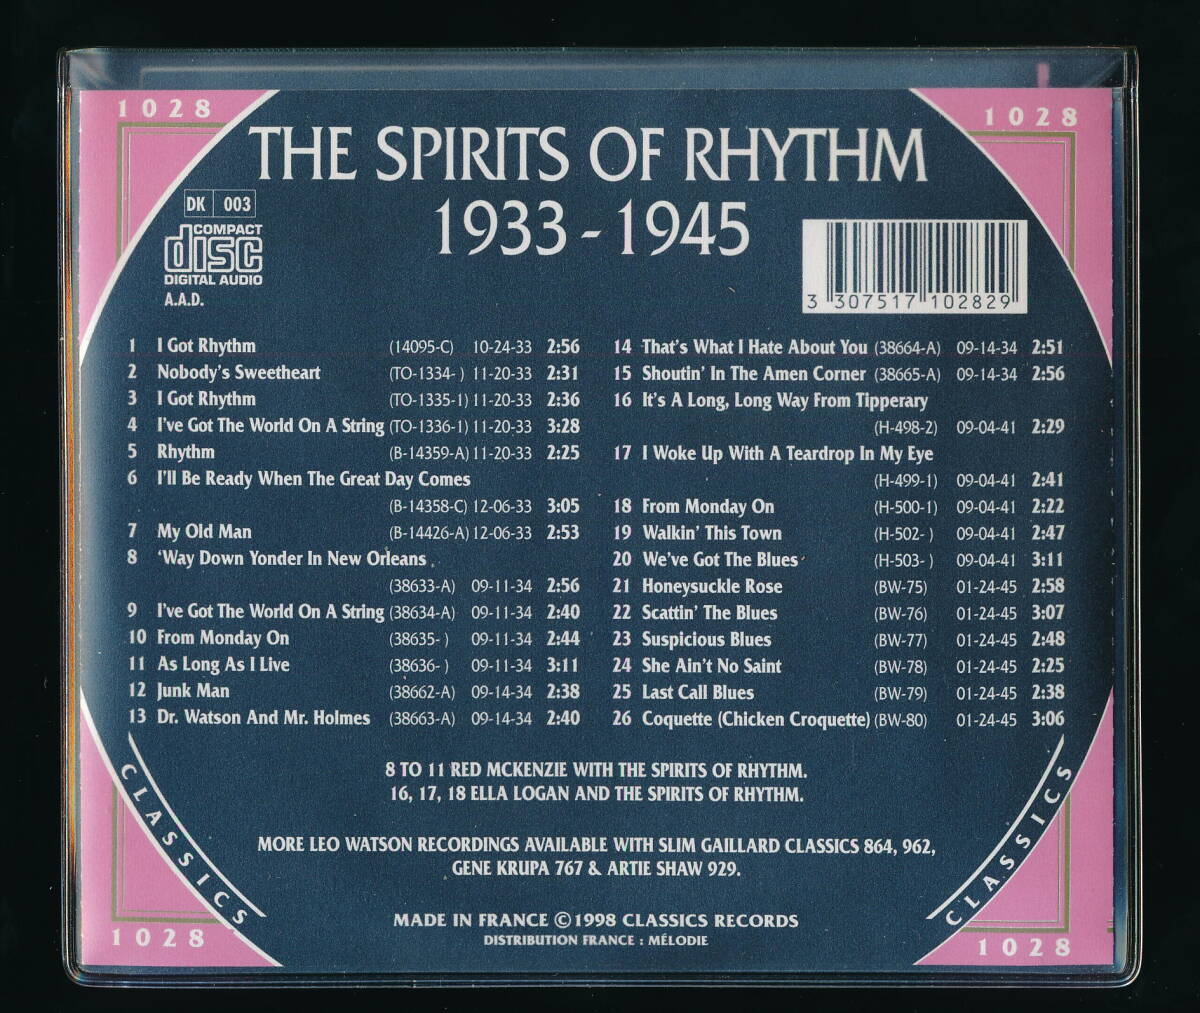 1028
1028
THE SPIRITS OF RHYTHM
1933 - 1945
DK 003
COMPACT
disc
DIGITAL AUDIO
A.A.D.
3 307517 102829
1 I Got Rhythm (14095-C) 10-24-33 2:56
2 Nobody's Sweetheart (TO-1334- ) 11-20-33 2:31
3 I Got Rhythm (TO-1335-1) 11-20-33 2:36
4 I've Got The World On A String (TO-1336-1) 11-20-33 3:28
5 Rhythm (B-14359-A) 11-20-33 2:25
6 I'll Be Ready When The Great Day Comes
(B-14358-C) 12-06-33 3:05
7 My Old Man (B-14426-A) 12-06-33 2:53
8 'Way Down Yonder In New Orleans
(38633-A) 09-11-34 2:56
9 I've Got The World On A String (38634-A) 09-11-34 2:40
10 From Monday On (38635- ) 09-11-34 2:44
11 As Long As I Live (38636- ) 09-11-34 3:11
12 Junk Man (38662-A) 09-14-34 2:38
13 Dr. Watson And Mr. Holmes (38663-A) 09-14-34 2:40
14 That's What I Hate About You (38664-A) 09-14-34 2:51
15 Shoutin' In The Amen Corner (38665-A) 09-14-34 2:56
16 It's A Long, Long Way From Tipperary
(H-498-2) 09-04-41 2:29
17 I Woke Up With A Teardrop In My Eye
(H-499-1) 09-04-41 2:41
18 From Monday On (H-500-1) 09-04-41 2:22
19 Walkin' This Town (H-502- ) 09-04-41 2:47
20 We've Got The Blues (H-503- ) 09-04-41 3:11
21 Honeysuckle Rose (BW-75) 01-24-45 2:58
22 Scattin' The Blues (BW-76) 01-24-45 3:07
23 Suspicious Blues (BW-77) 01-24-45 2:48
24 She Ain't No Saint (BW-78) 01-24-45 2:25
25 Last Call Blues (BW-79) 01-24-45 2:38
26 Coquette (Chicken Croquette) (BW-80) 01-24-45 3:06
8 TO 11 RED MCKENZIE WITH THE SPIRITS OF RHYTHM.
16, 17, 18 ELLA LOGAN AND THE SPIRITS OF RHYTHM.
MORE LEO WATSON RECORDINGS AVAILABLE WITH SLIM GAILLARD CLASSICS 864, 962,
GENE KRUPA 767 & ARTIE SHAW 929.
CLASSICS
CLASSICS
MADE IN FRANCE ©1998 CLASSICS RECORDS
DISTRIBUTION FRANCE : MÉLODIE
1028
1028